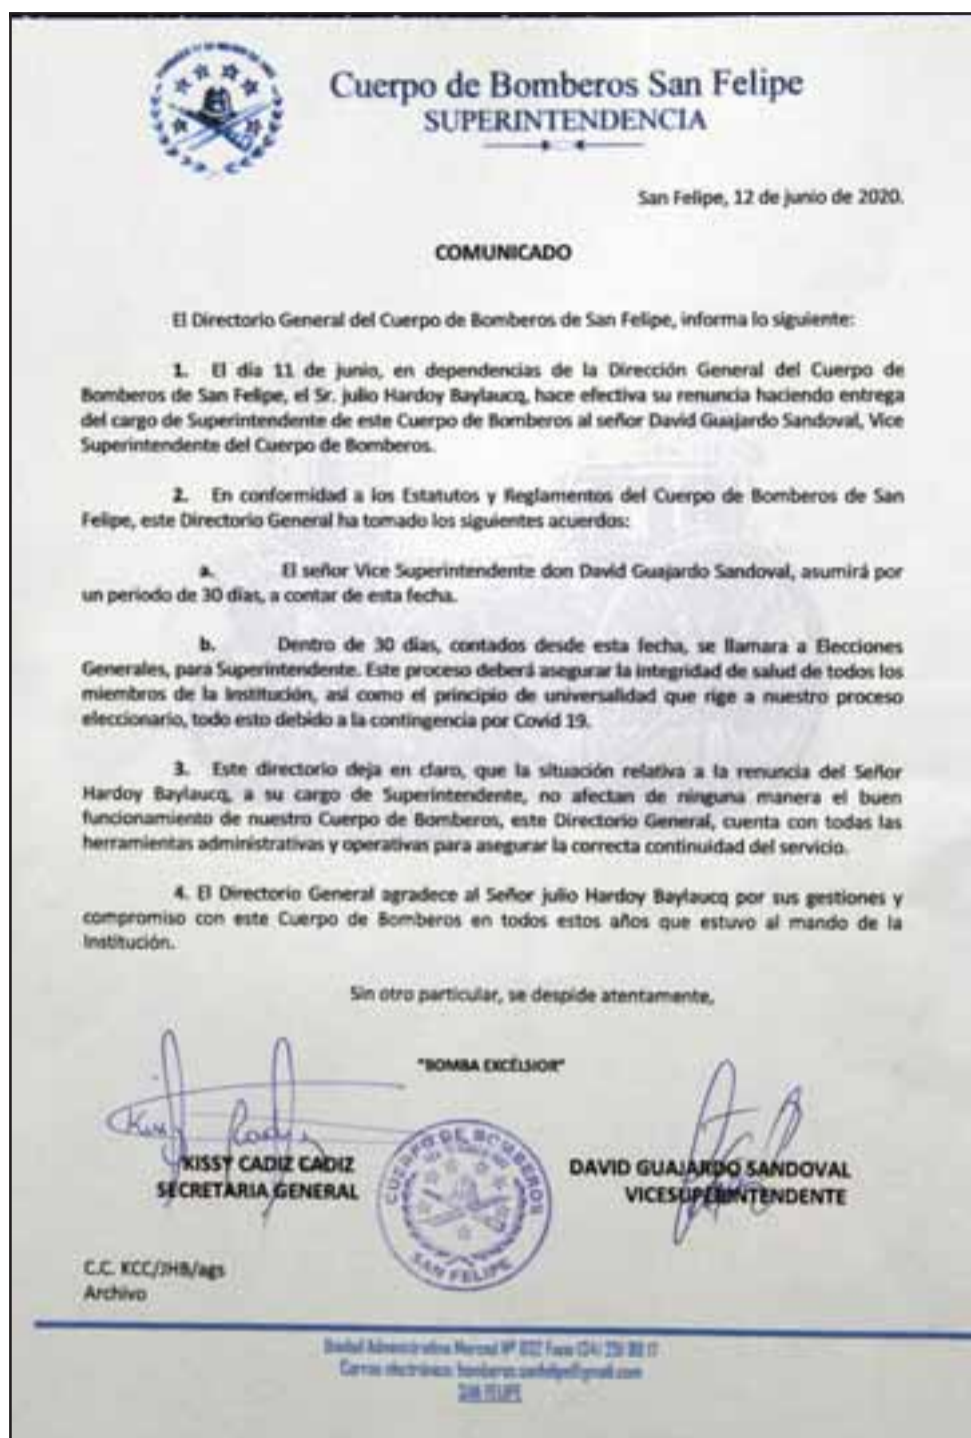 Cuerpo de Bomberos San Felipe
SUPERINTENDENCIA
San Felipe, 12 de junio de 2020.
COMUNICADO
El Directorio General del Cuerpo de Bomberos de San Felipe, informa lo siguiente:
1. El día 11 de junio, en dependencias de la Dirección General del Cuerpo de
Bomberos de San Felipe, el Sr. julio Hardoy Baylaucq, hace efectiva su renuncia haciendo entrega
del cargo de Superintendente de este Cuerpo de Bomberos al señor David Guajardo Sandoval, Vice
Superintendente del Cuerpo de Bomberos.
2. En conformidad a los Estatutos y Reglamentos del Cuerpo de Bomberos de San
Felipe, este Directorio General ha tomado los siguientes acuerdos:
a. El señor Vice Superintendente don David Guajardo Sandoval, asumirá por
un periodo de 30 días, a contar de esta fecha.
b. Dentro de 30 días, contados desde esta fecha, se llamara a Elecciones
Generales, para Superintendente. Este proceso deberá asegurar la integridad de salud de todos los
miembros de la Institución, así como el principio de universalidad que rige a nuestro proceso
eleccionario, todo esto debido a la contingencia por Covid 19.
3. Este directorio deja en claro, que la situación relativa a la renuncia del Señor
Hardoy Baylaucq, a su cargo de Superintendente, no afectan de ninguna manera el buen
funcionamiento de nuestro Cuerpo de Bomberos, este Directorio General, cuenta con todas las
herramientas administrativas y operativas para asegurar la correcta continuidad del servicio.
4. El Directorio General agradece al Señor julio Hardoy Baylaucq por sus gestiones y
compromiso con este Cuerpo de Bomberos en todos estos años que estuvo al mando de la
Institución.
Sin otro particular, se despide atentamente,
"BOMBA EXCÉLSIOR"
KISSY CADIZ CADIZ
SECRETARIA GENERAL
CUERPO DE BOMBEROS
SAN FELIPE
DAVID GUAJARDO SANDOVAL
VICESUPERINTENDENTE
C.C. KCC/JHB/ags
Archivo
SAN FELIPE